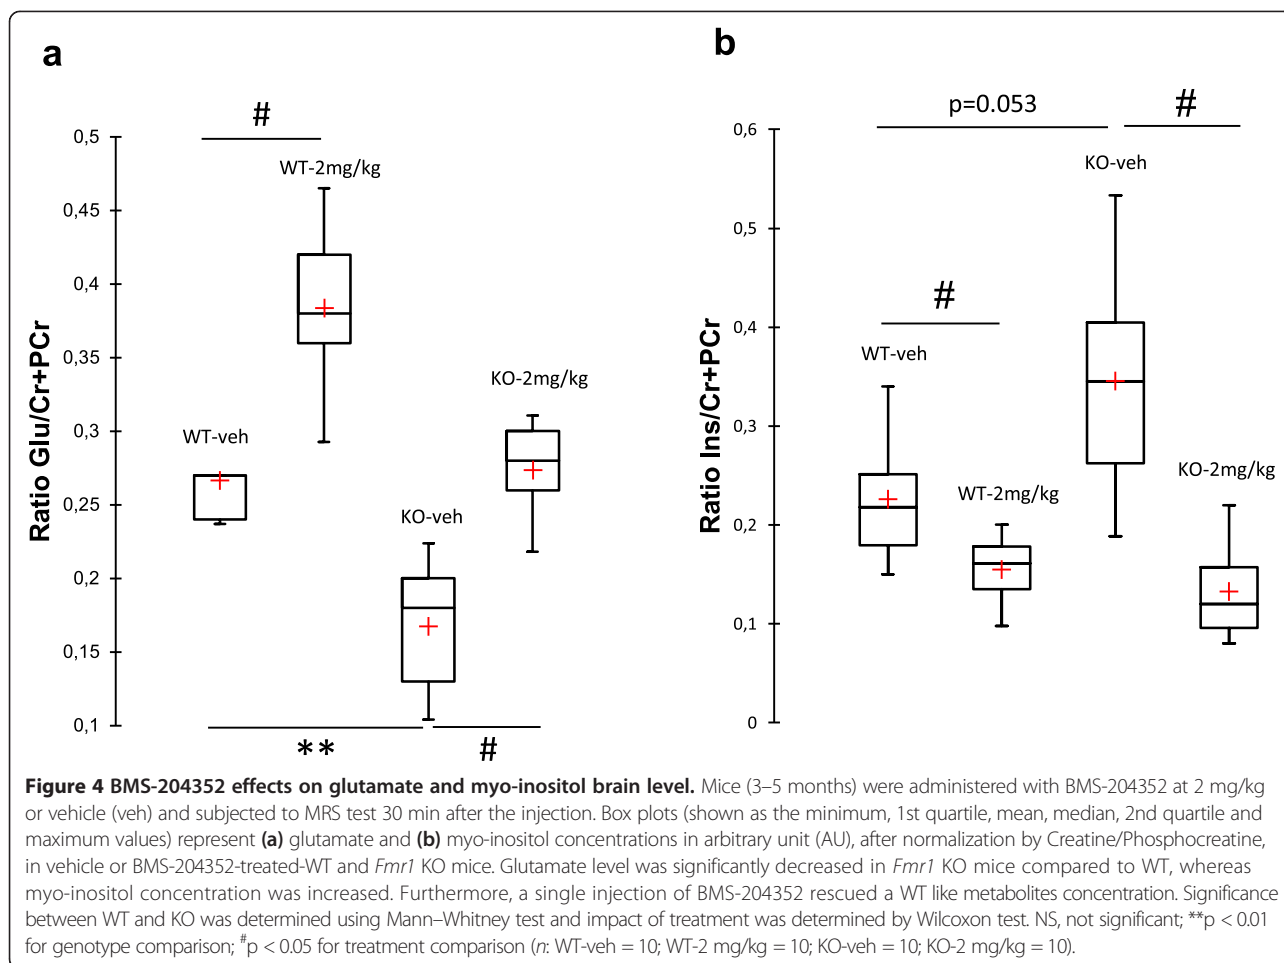 a
#
0,5
WT-2mg/kg
0,45
0,4
0,35
KO-2mg/kg
0,3
WT-veh
0,25
KO-veh
0,2
0,15
0,1
Ratio Glu/Cr+PCr
**
#
b
p=0.053
#
0,6
KO-veh
0,5
#
0,4
WT-veh
0,3
WT-2mg/kg
KO-2mg/kg
0,2
0,1
0
Ratio Ins/Cr+PCr
Figure 4 BMS-204352 effects on glutamate and myo-inositol brain level. Mice (3–5 months) were administered with BMS-204352 at 2 mg/kg
or vehicle (veh) and subjected to MRS test 30 min after the injection. Box plots (shown as the minimum, 1st quartile, mean, median, 2nd quartile and
maximum values) represent (a) glutamate and (b) myo-inositol concentrations in arbitrary unit (AU), after normalization by Creatine/Phosphocreatine,
in vehicle or BMS-204352-treated-WT and Fmr1 KO mice. Glutamate level was significantly decreased in Fmr1 KO mice compared to WT, whereas
myo-inositol concentration was increased. Furthermore, a single injection of BMS-204352 rescued a WT like metabolites concentration. Significance
between WT and KO was determined using Mann–Whitney test and impact of treatment was determined by Wilcoxon test. NS, not significant; **p < 0.01
for genotype comparison; #p < 0.05 for treatment comparison (n: WT-veh = 10; WT-2 mg/kg = 10; KO-veh = 10; KO-2 mg/kg = 10).